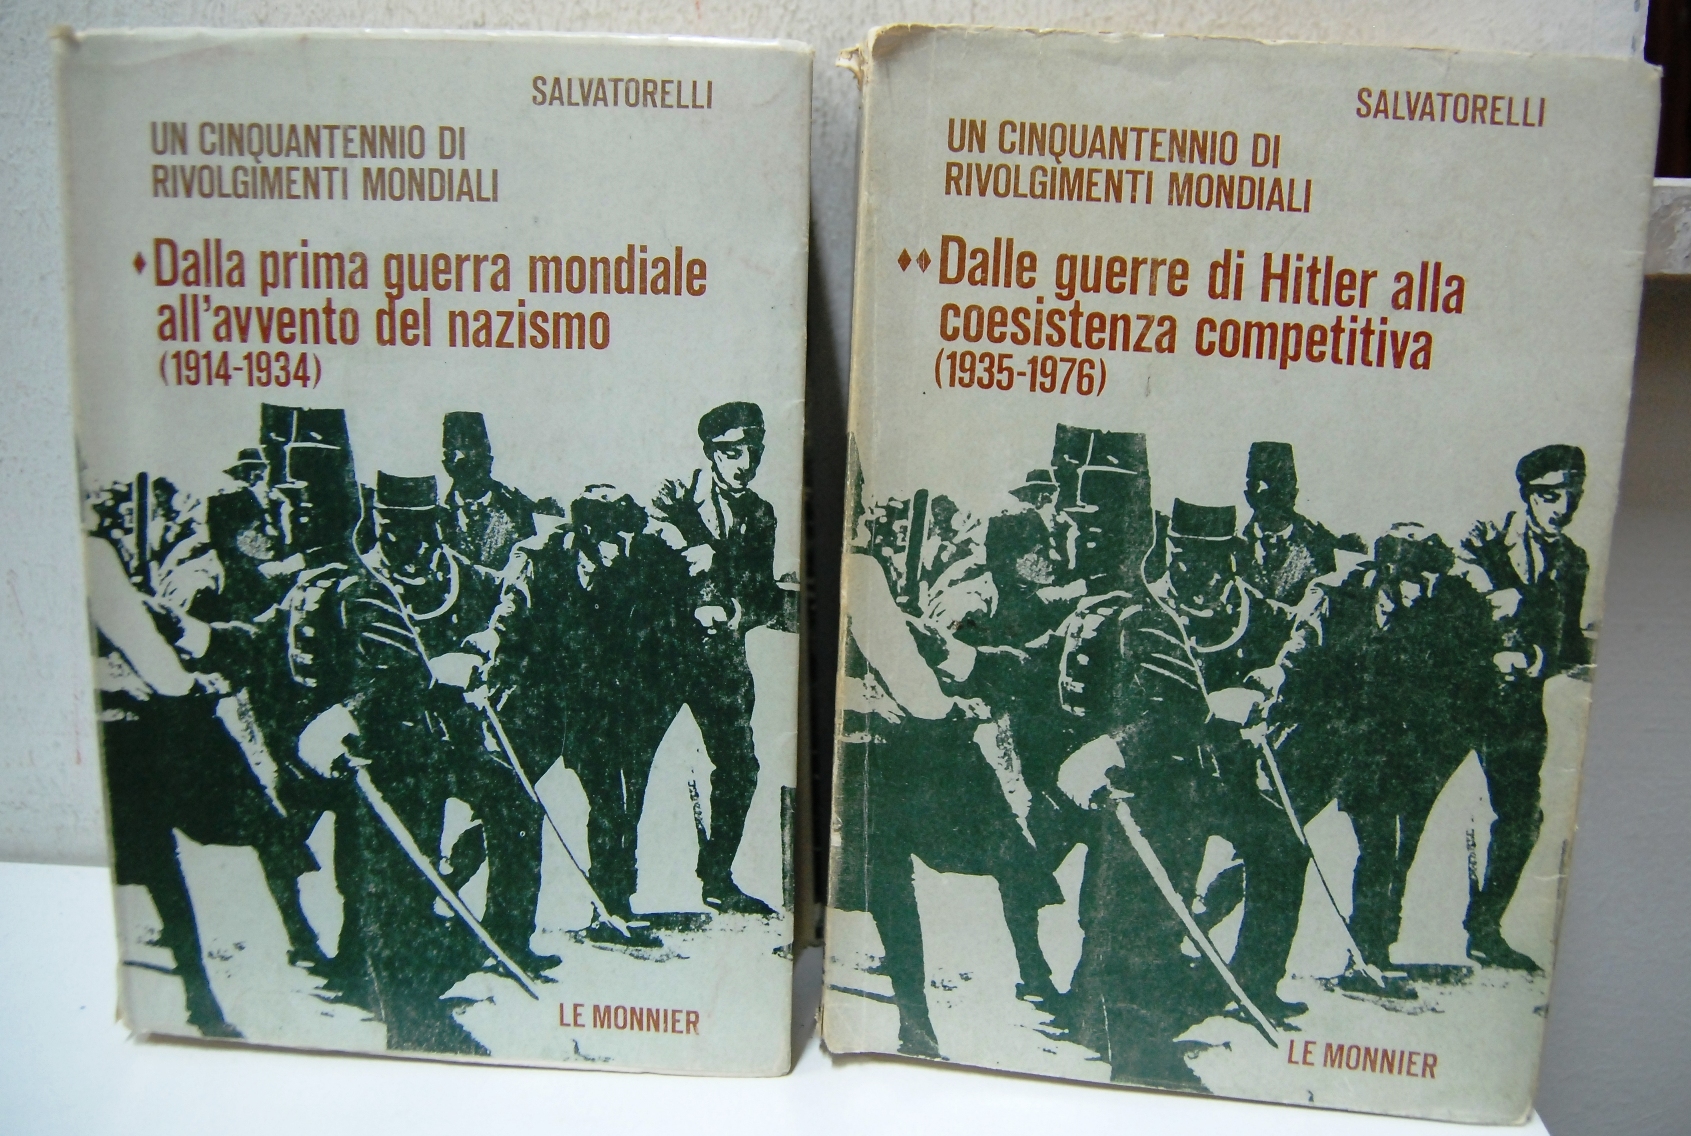 SALVATORELLI
UN CINQUANTENNIO DI
RIVOLGIMENTI MONDIALI
♦Dalla prima guerra mondiale
all'avvento del nazismo
(1914-1934)
LE MONNIER
SALVATORELLI
UN CINQUANTENNIO DI
RIVOLGIMENTI MONDIALI
♦♦Dalle guerre di Hitler alla
coesistenza competitiva
(1935-1976)
LE MONNIER